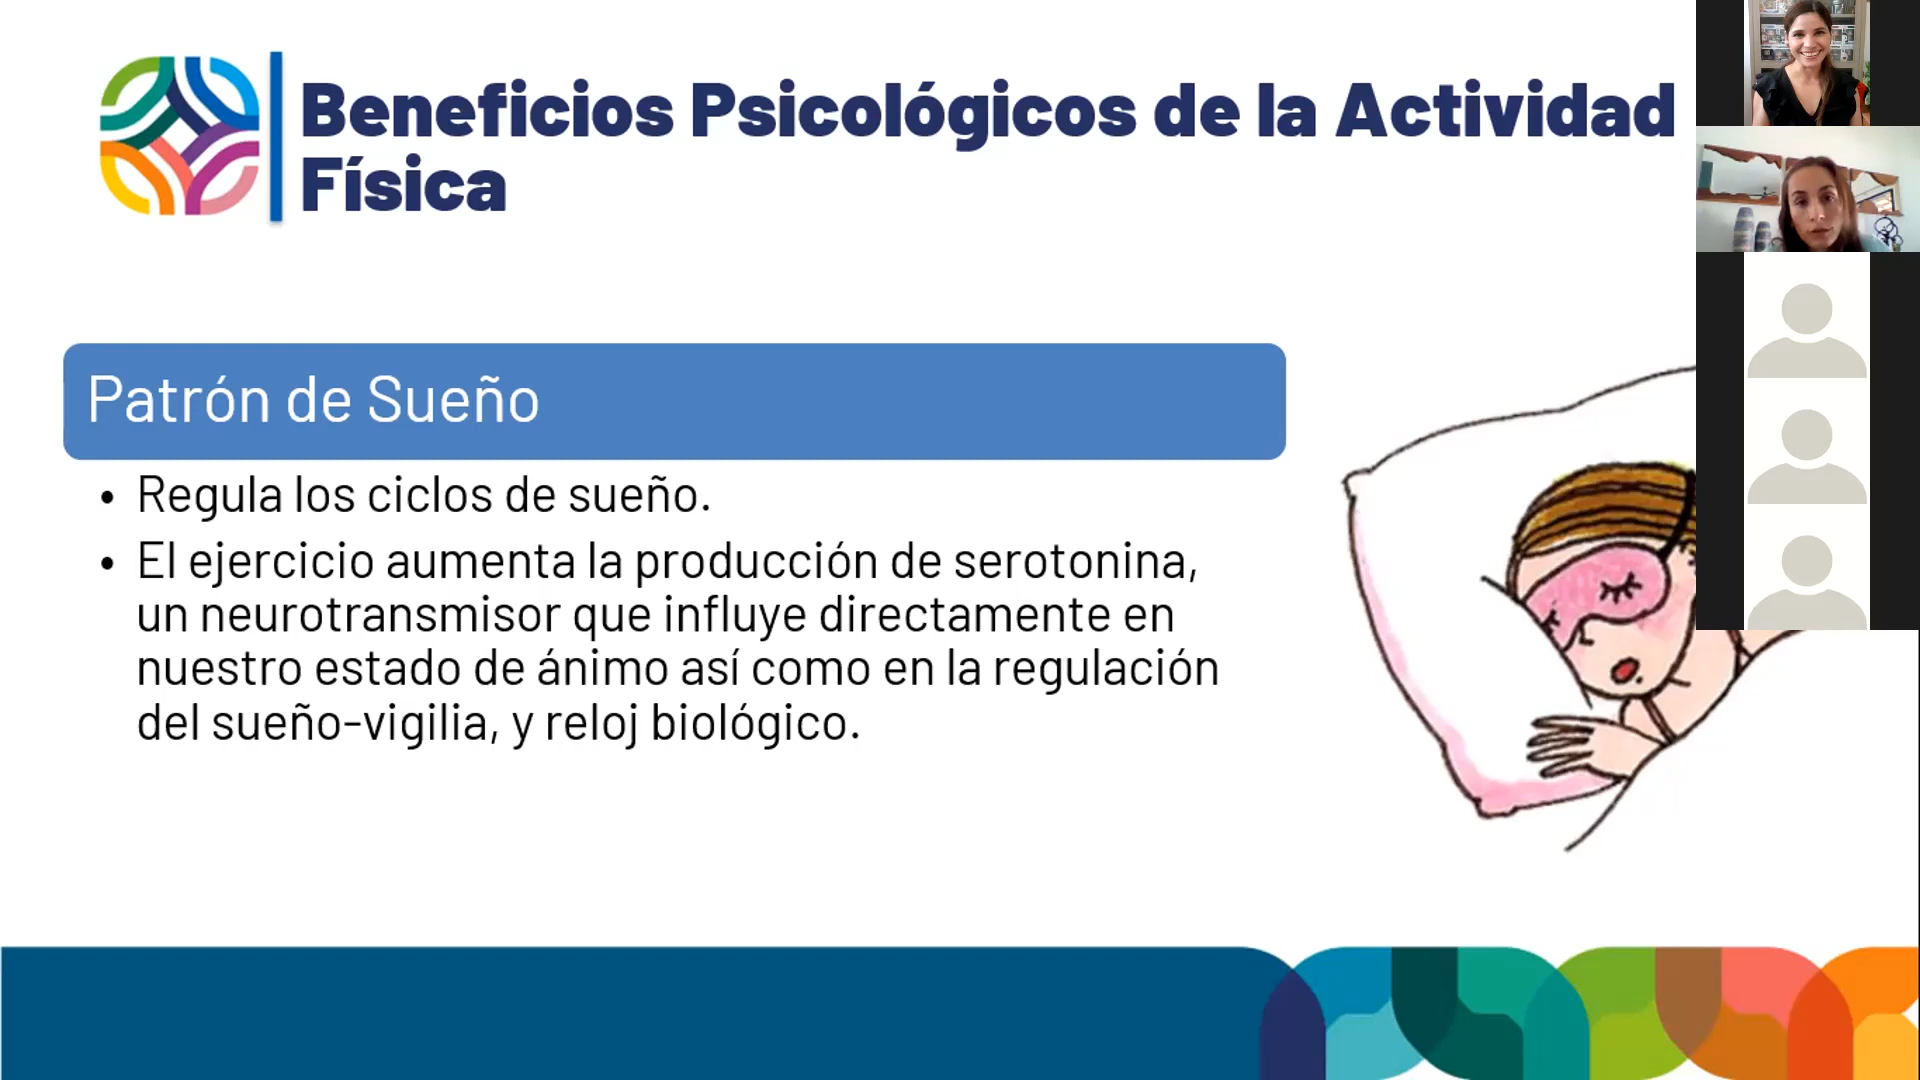 Beneficios Psicológicos de la Actividad
Física
Patrón de Sueño
• Regula los ciclos de sueño.
• El ejercicio aumenta la producción de serotonina,
un neurotransmisor que influye directamente en
nuestro estado de ánimo así como en la regulación
del sueño-vigilia, y reloj biológico.